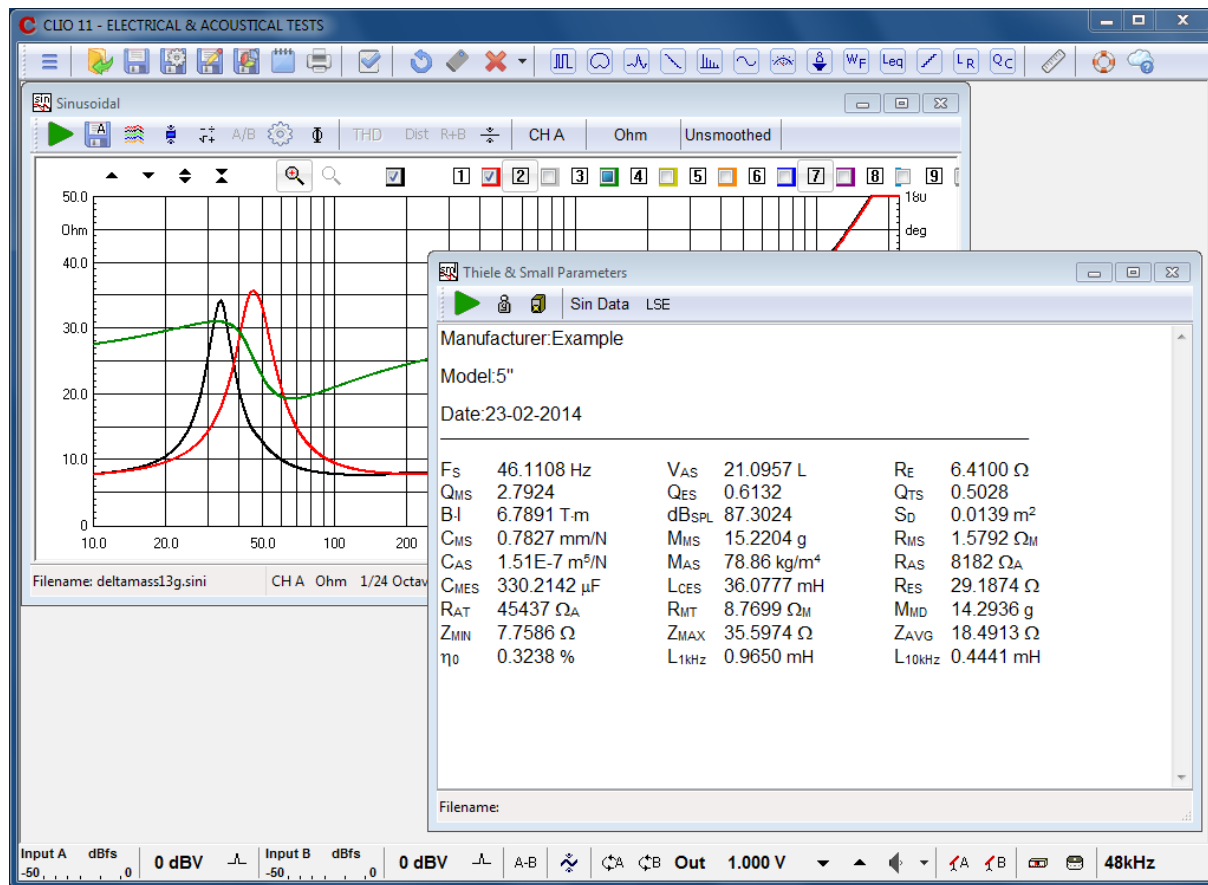 CLIO 11 - ELECTRICAL & ACOUSTICAL TESTS
WF Leq LR QC
Sinusoidal
A A/B Φ THD Dist R+B CH A Ohm Unsmoothed
1 2 3 4 5 6 7 8 9
50.0 180
Ohm deg
40.0
30.0
20.0
10.0
0
10.0 20.0 50.0 100 200
Filename: deltamass13g.sini CH A Ohm 1/24 Octav
Thiele & Small Parameters
Sin Data LSE
Manufacturer:Example
Model:5"
Date:23-02-2014
FS 46.1108 Hz VAS 21.0957 L RE 6.4100 Ω
QMS 2.7924 QES 0.6132 QTS 0.5028
B·l 6.7891 T·m dBSPL 87.3024 SD 0.0139 m²
CMS 0.7827 mm/N MMS 15.2204 g RMS 1.5792 ΩM
CAS 1.51E-7 m⁵/N MAS 78.86 kg/m⁴ RAS 8182 ΩA
CMES 330.2142 µF LCES 36.0777 mH RES 29.1874 Ω
RAT 45437 ΩA RMT 8.7699 ΩM MMD 14.2936 g
ZMIN 7.7586 Ω ZMAX 35.5974 Ω ZAVG 18.4913 Ω
η0 0.3238 % L1kHz 0.9650 mH L10kHz 0.4441 mH
Filename:
Input A dBfs 0 dBV Input B dBfs 0 dBV A-B A B Out 1.000 V A B 48kHz
-50 0 -50 0